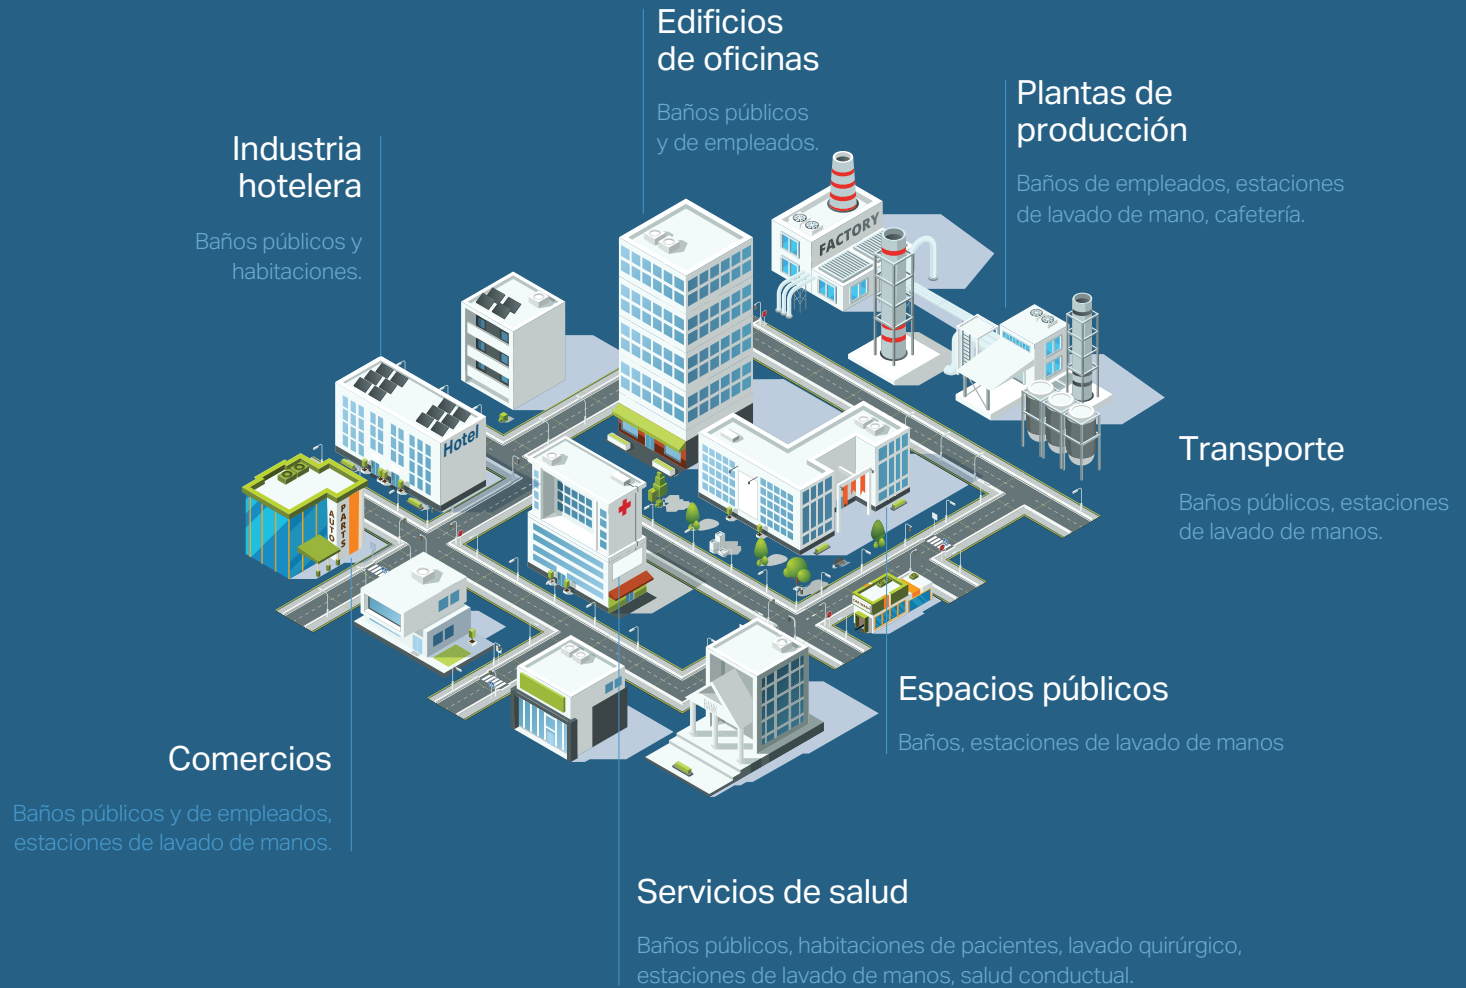 Edificios
de oficinas
Baños públicos
y de empleados.
Plantas de
producción
Baños de empleados, estaciones
de lavado de mano, cafetería.
Industria
hotelera
Baños públicos y
habitaciones.
FACTORY
Hotel
AUTO
PARTS
Transporte
Baños públicos, estaciones
de lavado de manos.
CAR WASH
BANK
Espacios públicos
Baños, estaciones de lavado de manos
Comercios
Baños públicos y de empleados,
estaciones de lavado de manos.
Servicios de salud
Baños públicos, habitaciones de pacientes, lavado quirúrgico,
estaciones de lavado de manos, salud conductual.